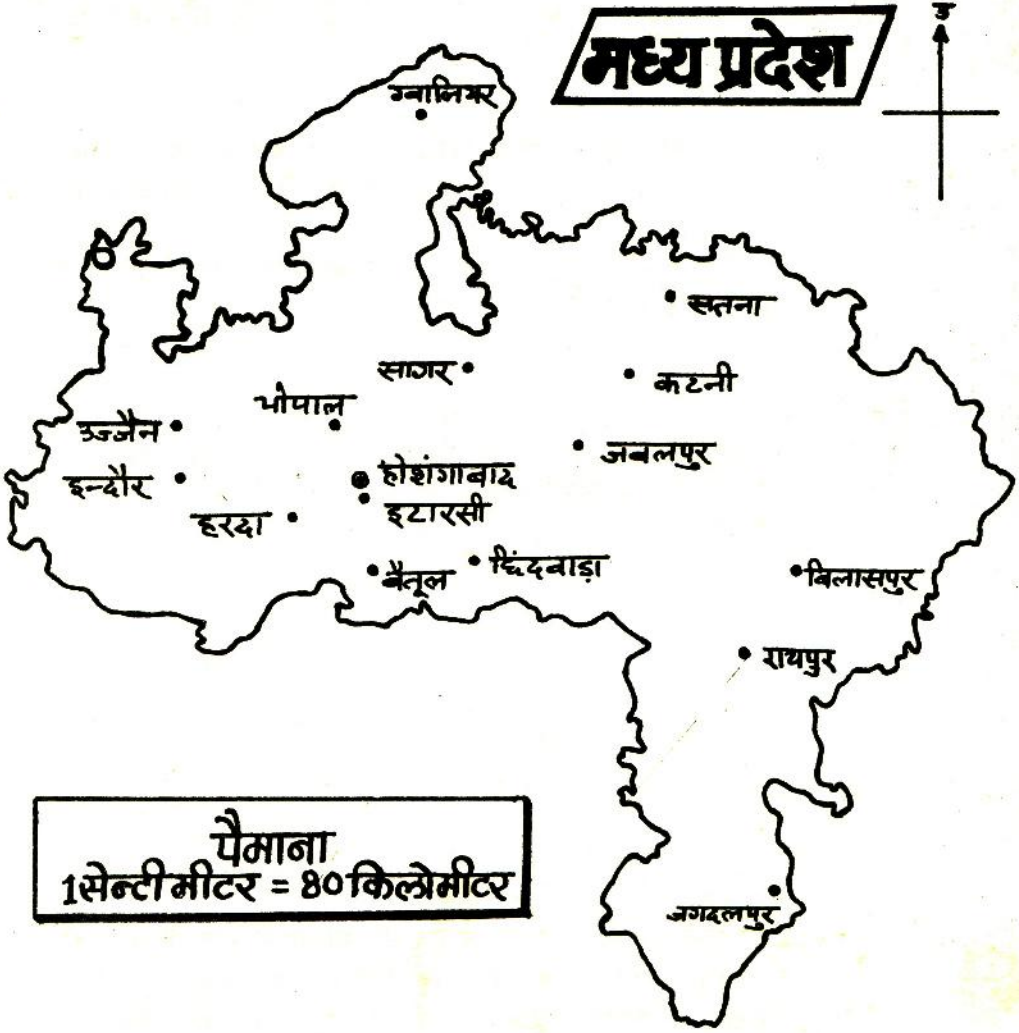 मध्य प्रदेश
उ
ग्वालियर
सतना
सागर
कटनी
भोपाल
उज्जैन
जबलपुर
होशंगाबाद
इन्दौर
इटारसी
हरदा
छिंदवाड़ा
बैतूल
बिलासपुर
रायपुर
पैमाना
1सेन्टीमीटर = 80 किलोमीटर
जगदलपुर